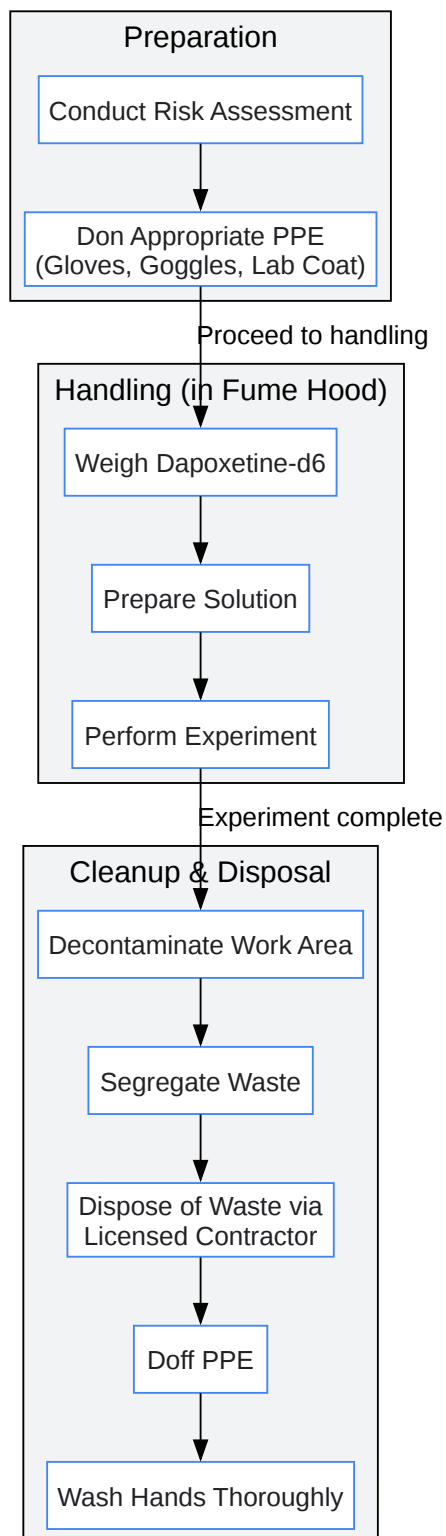 Preparation
Conduct Risk Assessment
Don Appropriate PPE
(Gloves, Goggles, Lab Coat)
Proceed to handling
Handling (in Fume Hood)
Weigh Dapoxetine-d6
Prepare Solution
Perform Experiment
Experiment complete
Cleanup & Disposal
Decontaminate Work Area
Segregate Waste
Dispose of Waste via
Licensed Contractor
Doff PPE
Wash Hands Thoroughly